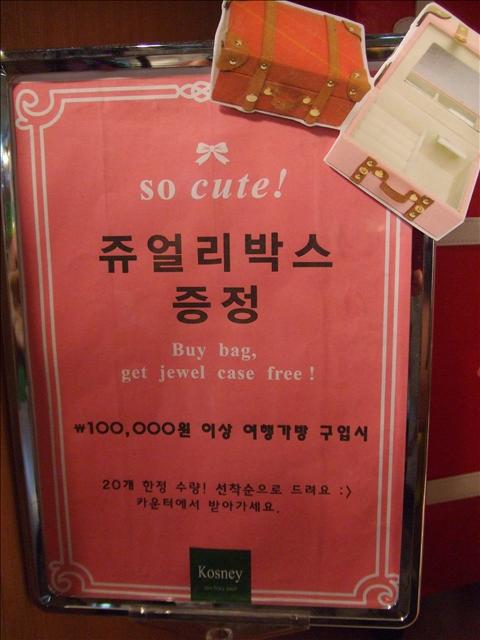 so cute!
쥬얼리박스
증정
Buy bag,
get jewel case free !
₩100,000원 이상 여행가방 구입시
20개 한정 수량! 선착순으로 드려요 :>
카운터에서 받아가세요.
Kosney